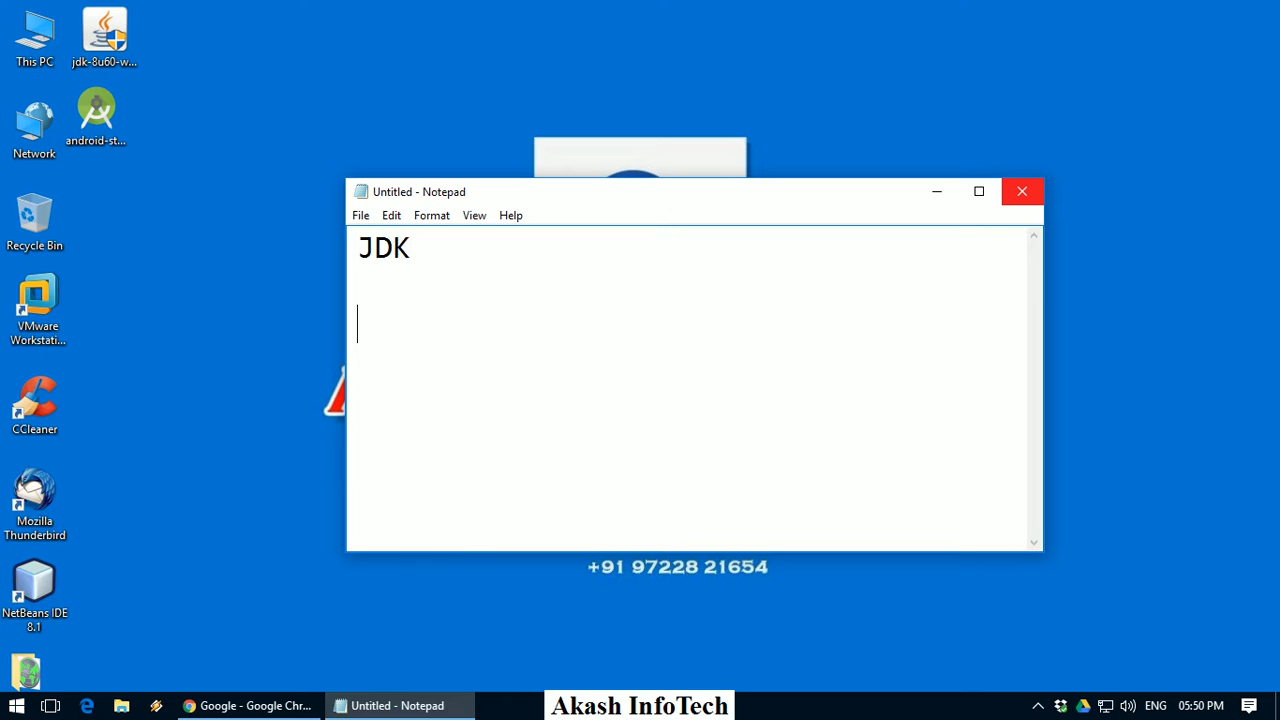 This PC
jdk-8u60-w...
Network
android-st...
Recycle Bin
VMware
Workstati...
CCleaner
Mozilla
Thunderbird
NetBeans IDE
8.1
Untitled - Notepad
File Edit Format View Help
JDK
+91 97228 21654
Google - Google Chr...
Untitled - Notepad
Akash InfoTech
ENG
05:50 PM